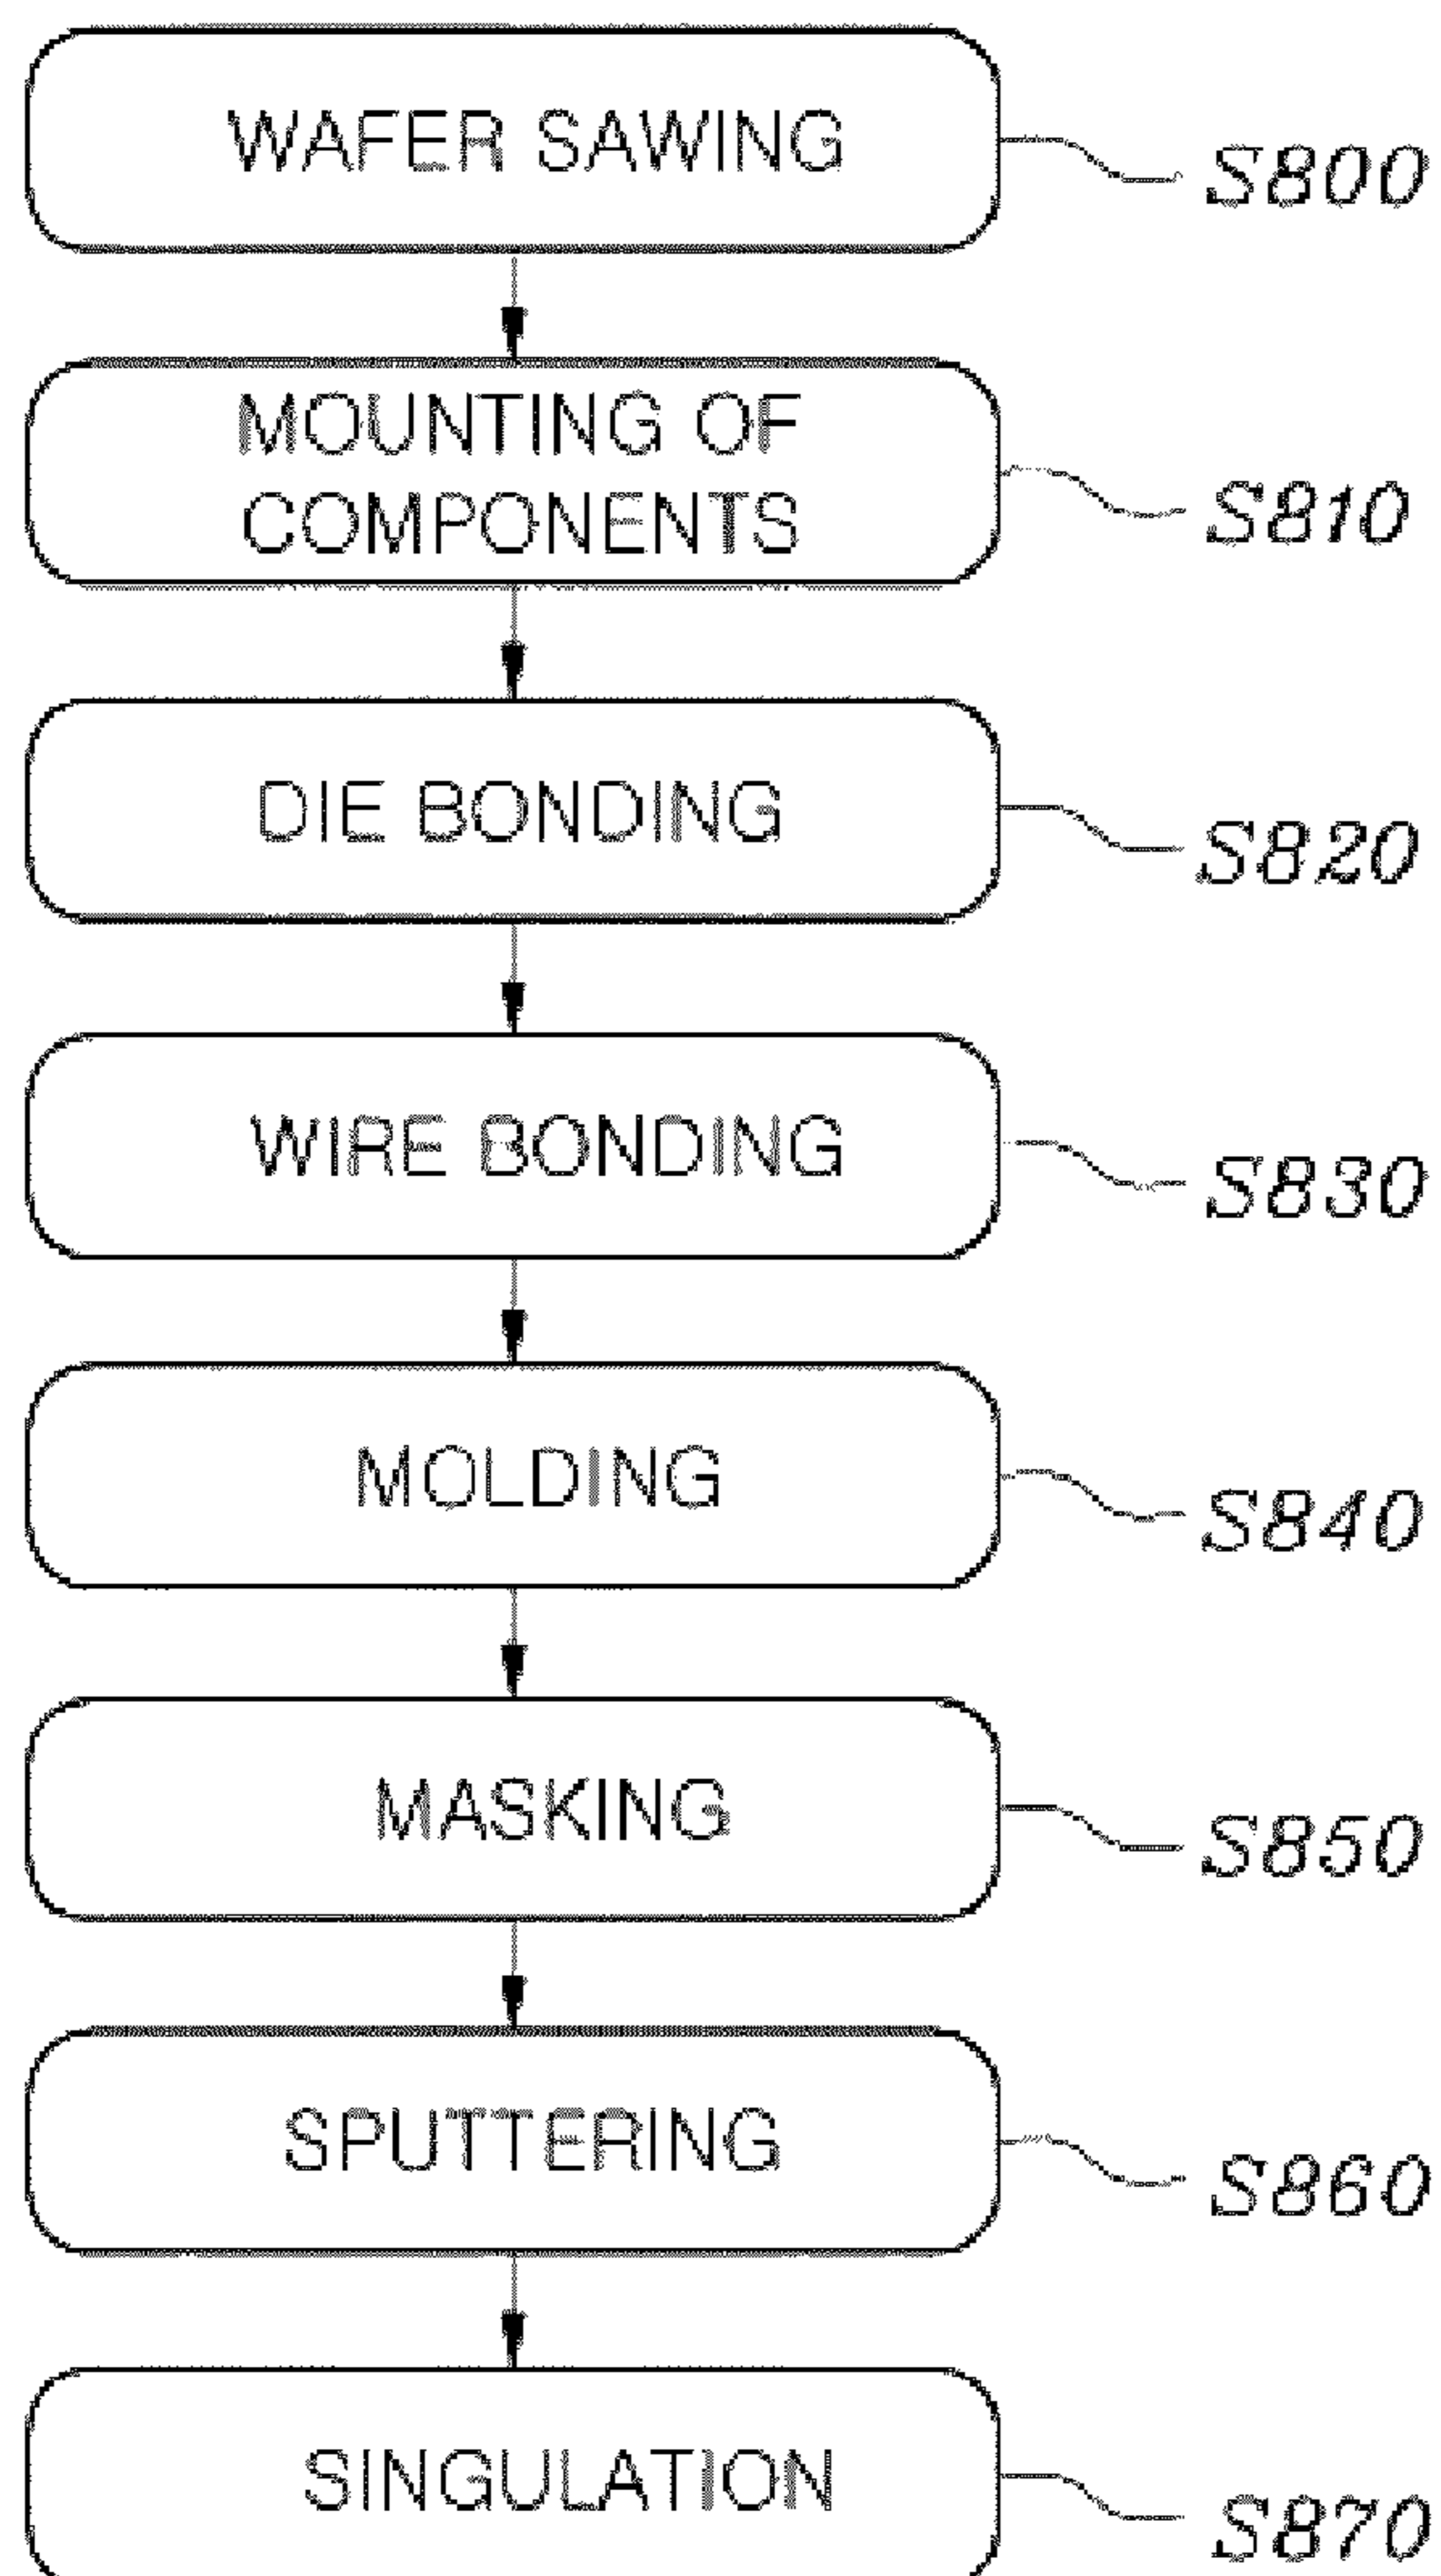 WAFER SAWING
S800
MOUNTING OF
COMPONENTS
S810
DIE BONDING
S820
WIRE BONDING
S830
MOLDING
S840
MASKING
S850
SPUTTERING
S860
SINGULATION
S870